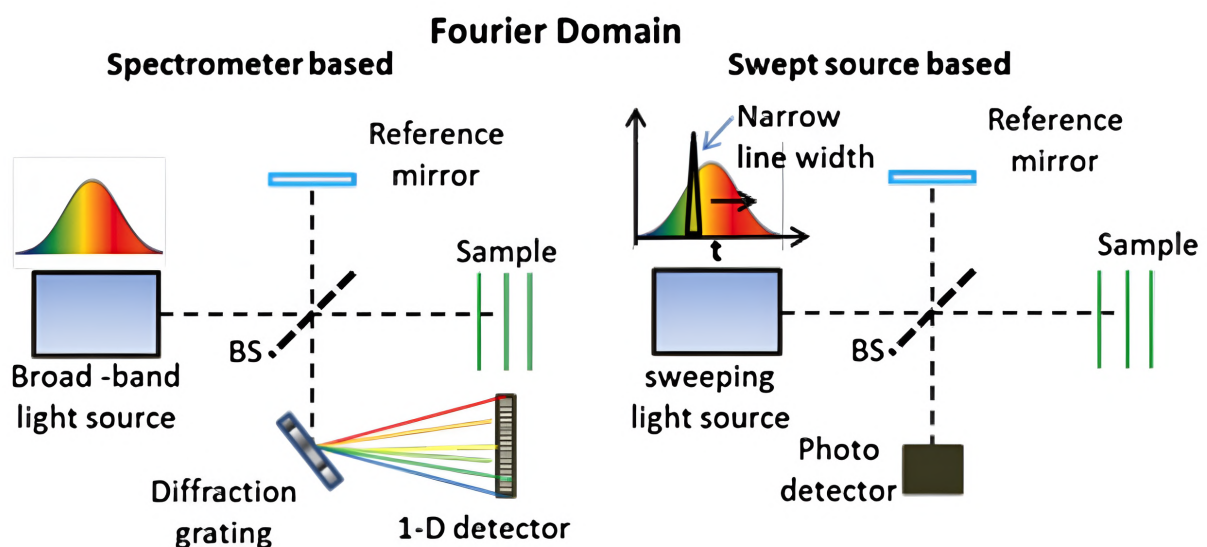 Fourier Domain
Spectrometer based
Reference
mirror
Sample
BS
Broad -band
light source
Diffraction
grating
1-D detector
Swept source based
Narrow
line width
t
Reference
mirror
Sample
BS
sweeping
light source
Photo
detector